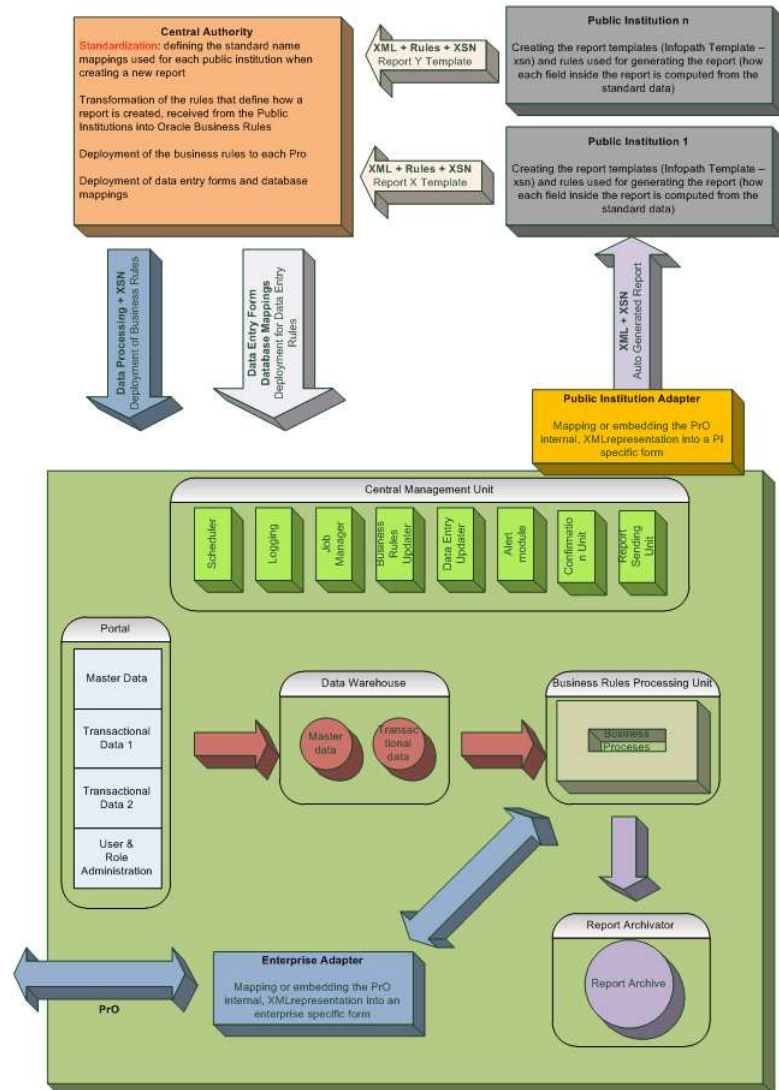 Central Authority
Standardization: defining the standard name
mappings used for each public institution when
creating a new report
Transformation of the rules that define how a
report is created, received from the Public
Institutions into Oracle Business Rules
Deployment of the business rules to each Pro
Deployment of data entry forms and database
mappings
XML + Rules + XSN
Report Y Template
Public Institution n
Creating the report templates (Infopath Template –
xsn) and rules used for generating the report (how
each field inside the report is computed from the
standard data)
XML + Rules + XSN
Report X Template
Public Institution 1
Creating the report templates (Infopath Template –
xsn) and rules used for generating the report (how
each field inside the report is computed from the
standard data)
Data Processing + XSN
Deployment of Business Rules
Data Entry Form
Database Mappings
Deployment for Data Entry
Rules
XML + XSN
Auto Generated Report
Public Institution Adapter
Mapping or embedding the PrO
internal, XMLrepresentation into a PI
specific form
Central Management Unit
Scheduler
Logging
Job
Manager
Business
Rules
Updater
Data Entry
Updater
Alert
module
Confirmatio
n Unit
Report
Sending
Unit
Portal
Master Data
Transactional
Data 1
Transactional
Data 2
User &
Role
Administration
Data Warehouse
Master
data
Transac
tional
data
Business Rules Processing Unit
Business
Proceses
Report Archivator
Report Archive
Enterprise Adapter
Mapping or embedding the PrO
internal, XMLrepresentation into an
enterprise specific form
PrO